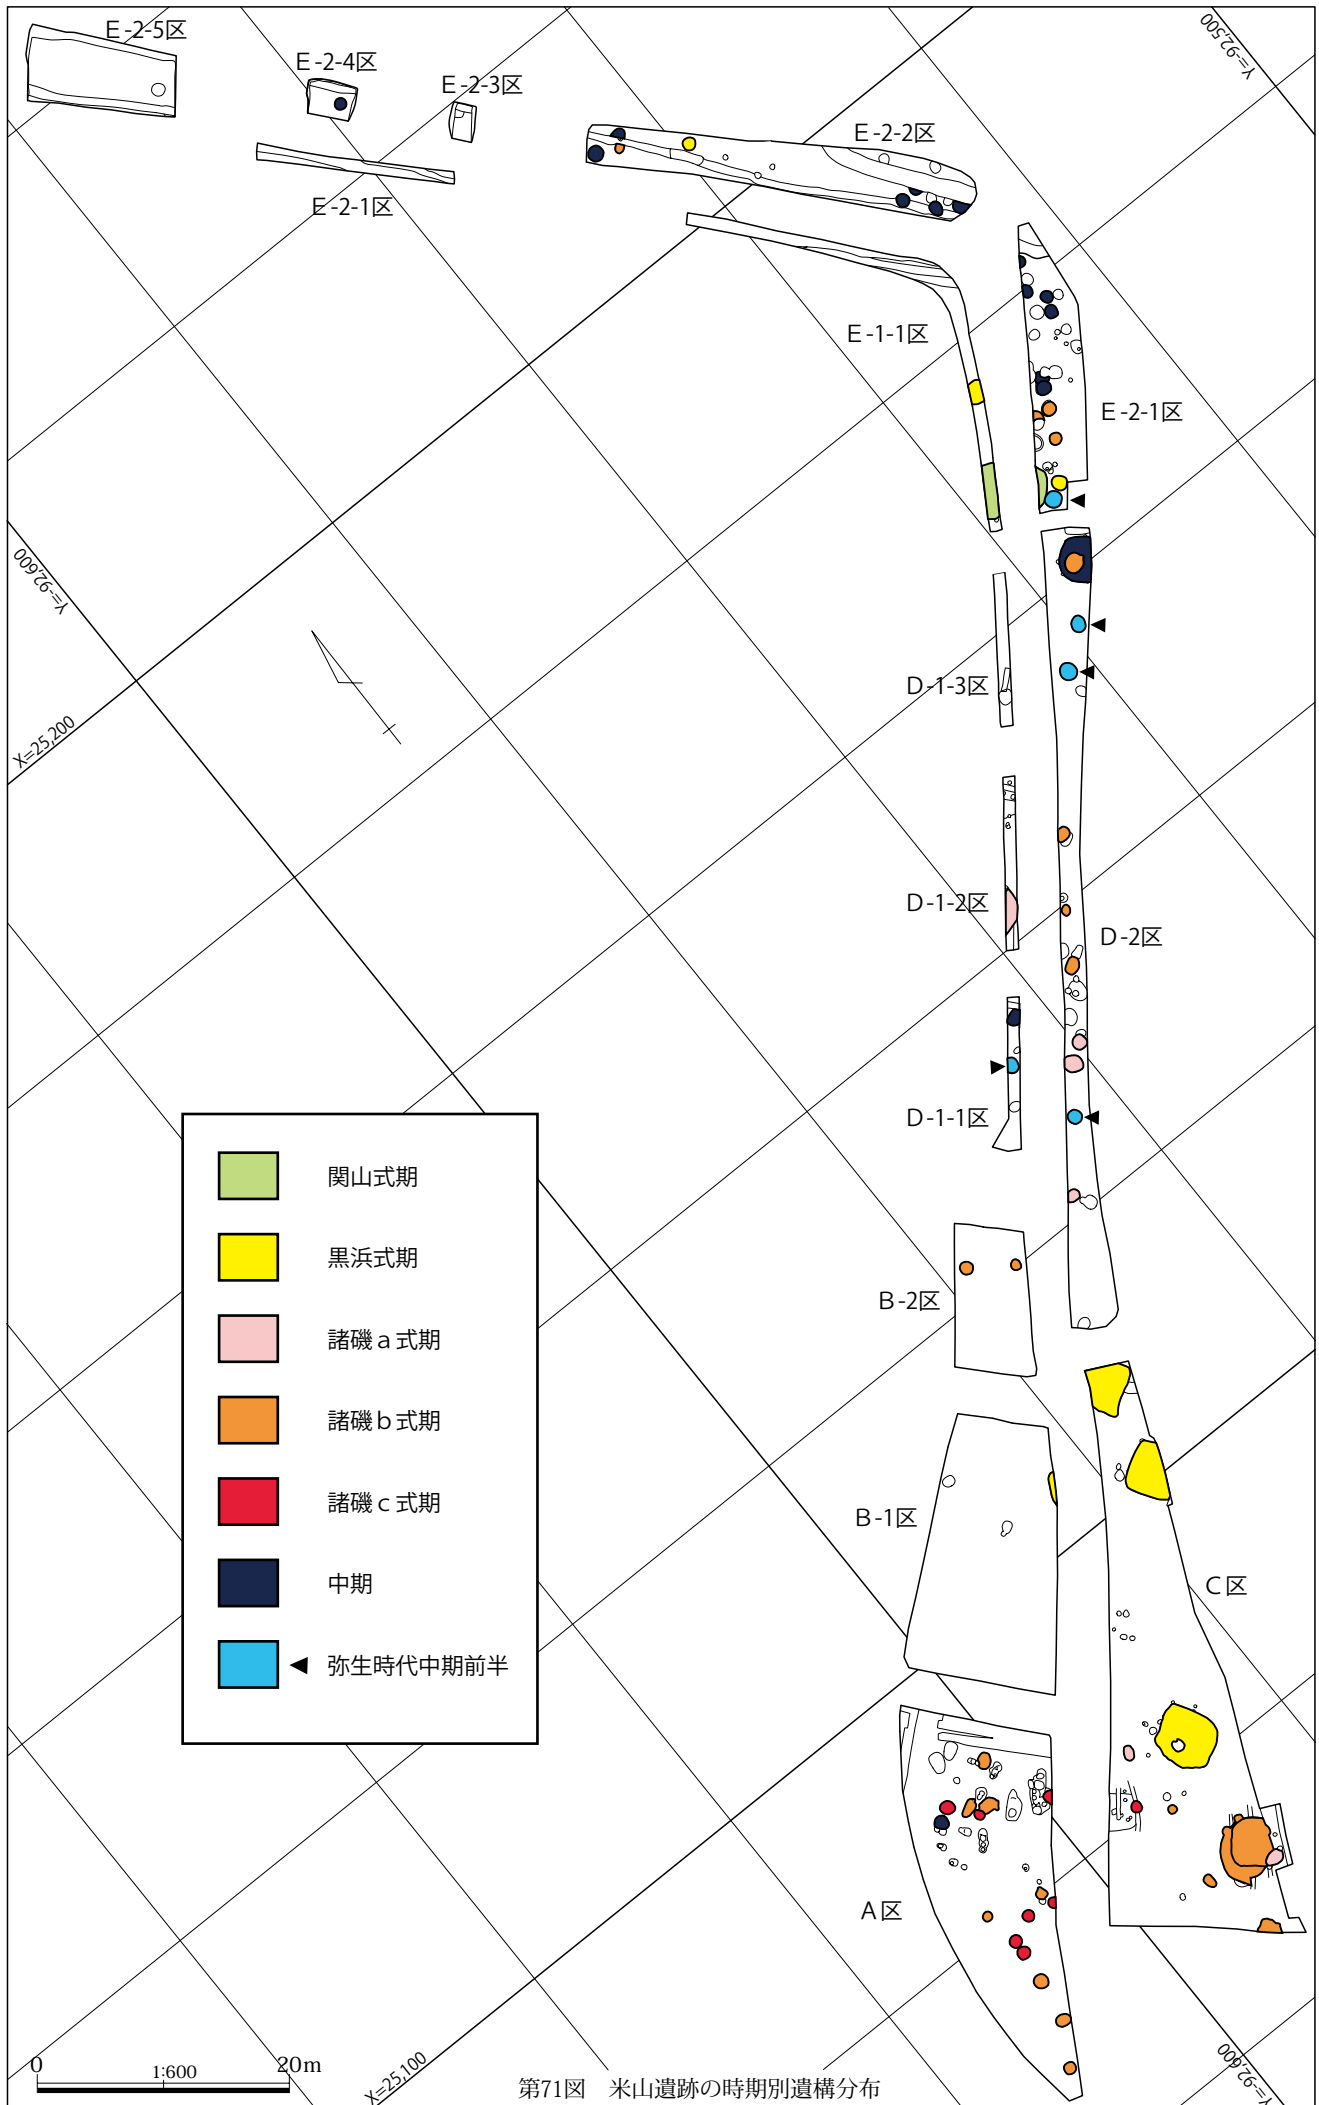 E-2-5区
E-2-4区
E-2-3区
E-2-2区
Y=-92,500
E-2-1区
E-1-1区
E-2-1区
Y=-92,600
X=25,200
D-1-3区
D-1-2区
D-2区
D-1-1区
B-2区
B-1区
C区
A区
関山式期
黒浜式期
諸磯a式期
諸磯b式期
諸磯c式期
中期
弥生時代中期前半
0 1:600 20m
X=25,100
Y=-92,600
第71図 米山遺跡の時期別遺構分布